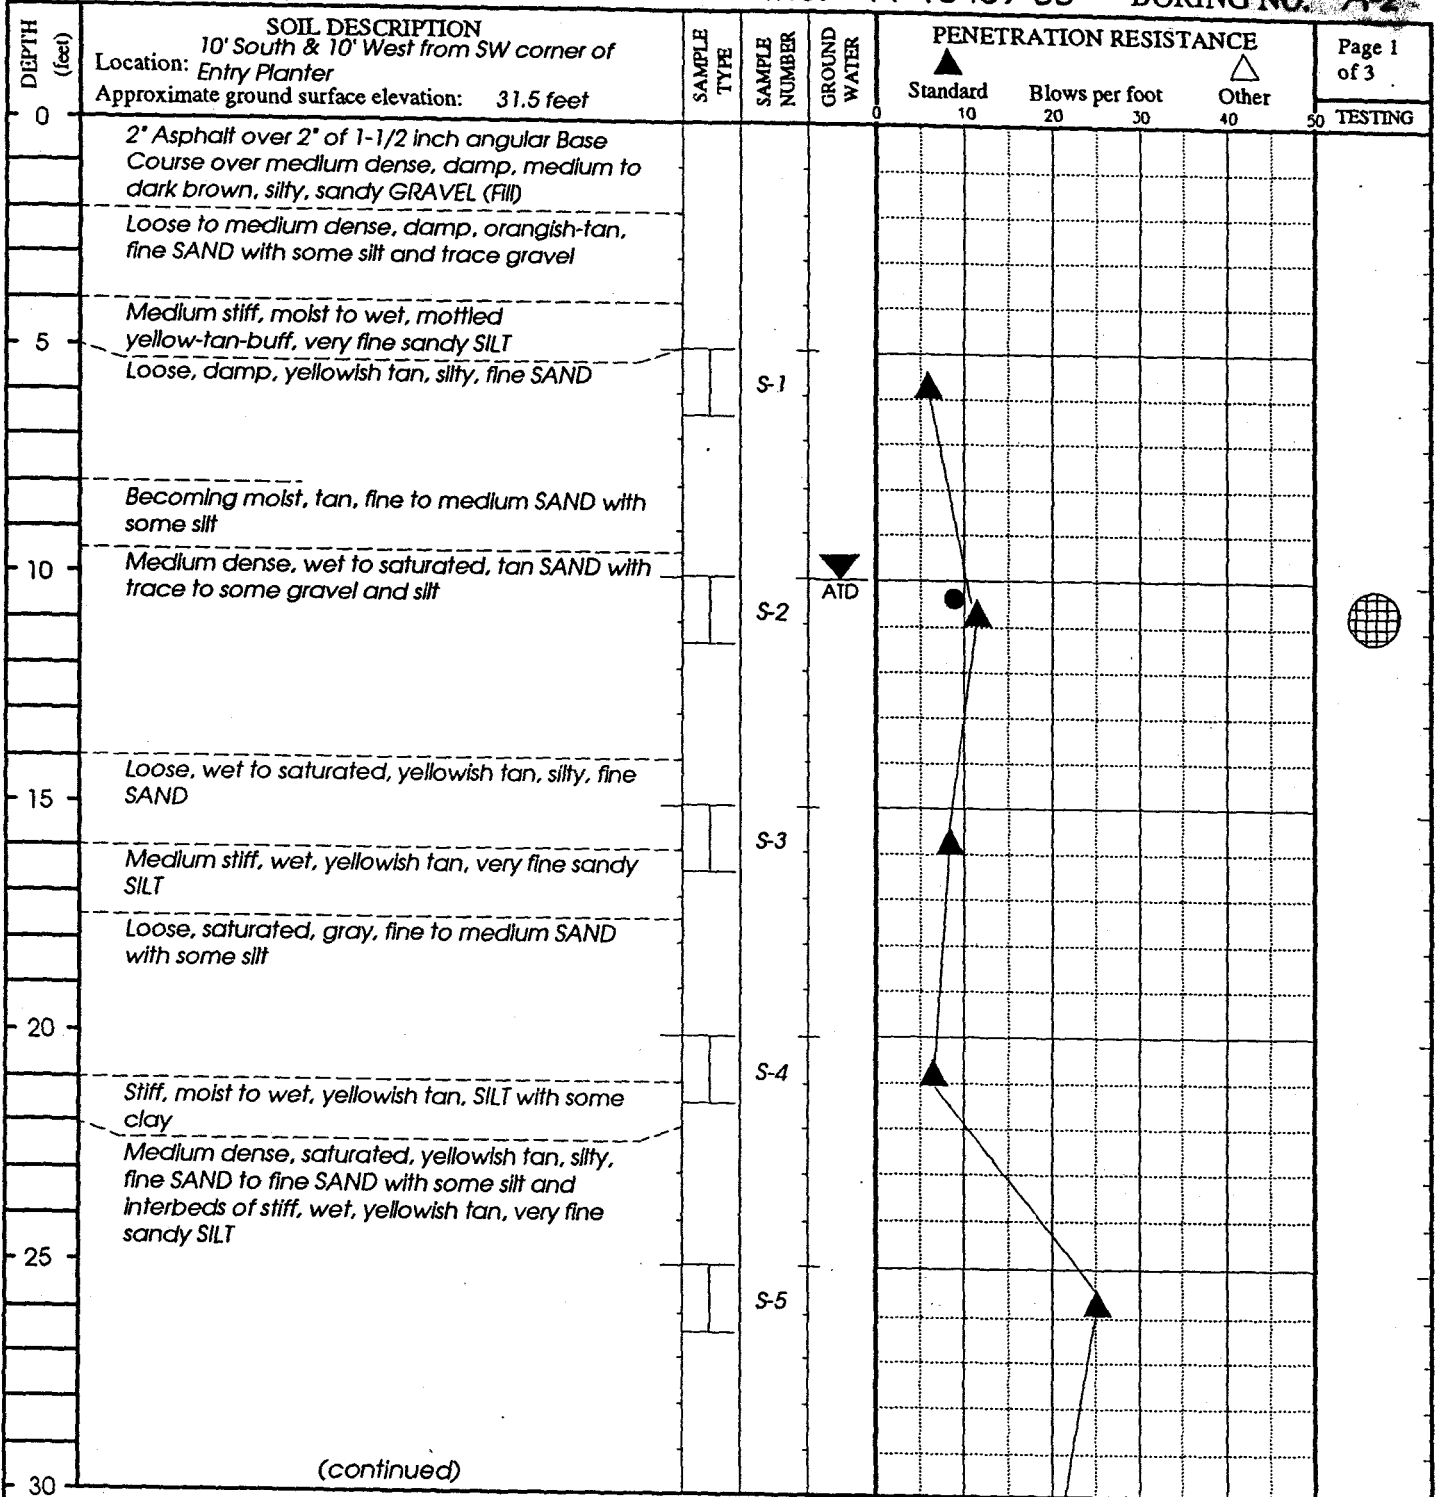 BORING NO. A-2
DEPTH
(feet)
SOIL DESCRIPTION
Location: 10' South & 10' West from SW corner of
Entry Planter
Approximate ground surface elevation: 31.5 feet
SAMPLE
TYPE
SAMPLE
NUMBER
GROUND
WATER
PENETRATION RESISTANCE
Standard Blows per foot Other
0 10 20 30 40 50
Page 1
of 3
TESTING
0
2" Asphalt over 2" of 1-1/2 inch angular Base
Course over medium dense, damp, medium to
dark brown, silty, sandy GRAVEL (Fill)
Loose to medium dense, damp, orangish-tan,
fine SAND with some silt and trace gravel
Medium stiff, moist to wet, mottled
5 yellow-tan-buff, very fine sandy SILT
Loose, damp, yellowish tan, silty, fine SAND S-1
Becoming moist, tan, fine to medium SAND with
some silt
10 Medium dense, wet to saturated, tan SAND with
trace to some gravel and silt ATD
S-2
Loose, wet to saturated, yellowish tan, silty, fine
15 SAND
S-3
Medium stiff, wet, yellowish tan, very fine sandy
SILT
Loose, saturated, gray, fine to medium SAND
with some silt
20
S-4
Stiff, moist to wet, yellowish tan, SILT with some
clay
Medium dense, saturated, yellowish tan, silty,
fine SAND to fine SAND with some silt and
interbeds of stiff, wet, yellowish tan, very fine
sandy SILT
25
S-5
(continued)
30